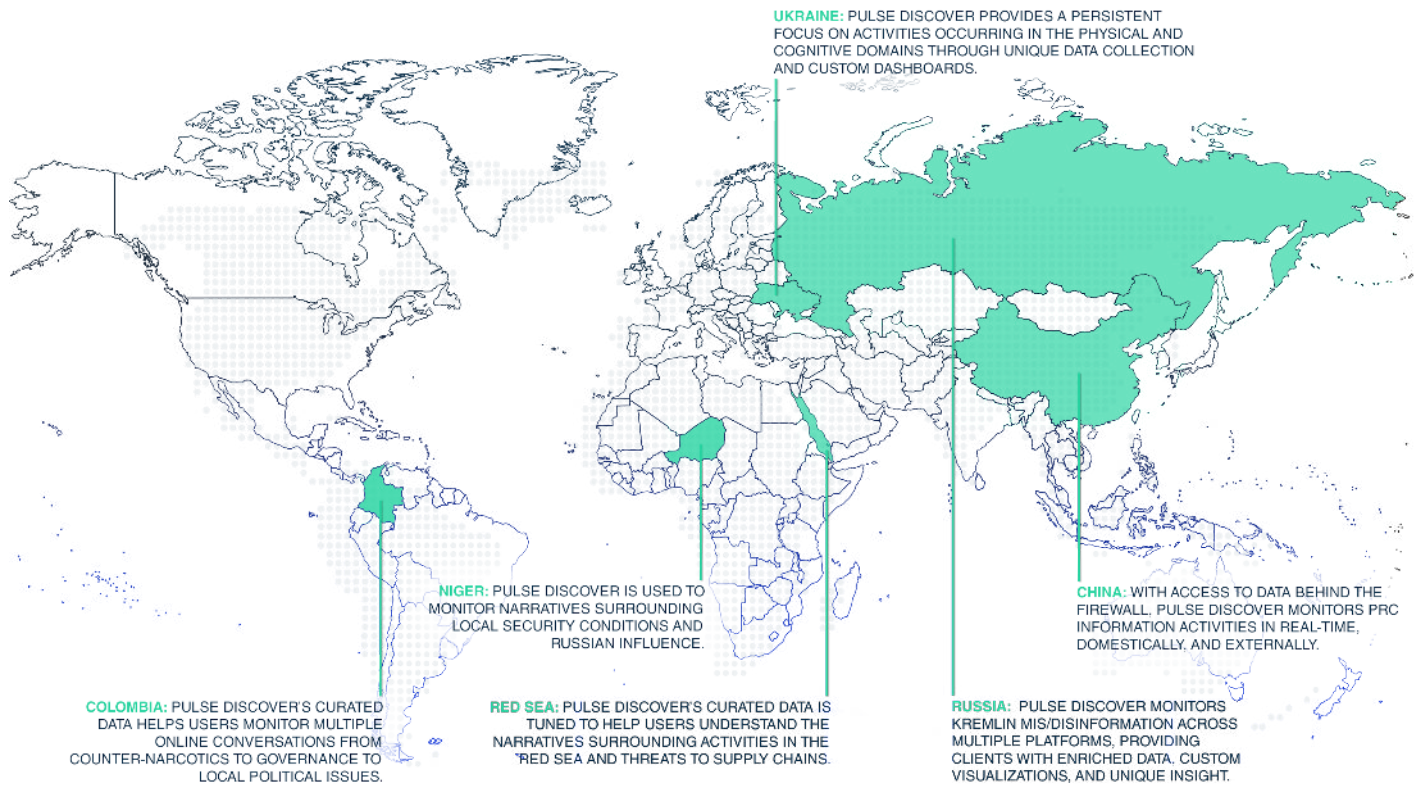 UKRAINE: PULSE DISCOVER PROVIDES A PERSISTENT
FOCUS ON ACTIVITIES OCCURRING IN THE PHYSICAL AND
COGNITIVE DOMAINS THROUGH UNIQUE DATA COLLECTION
AND CUSTOM DASHBOARDS.
NIGER: PULSE DISCOVER IS USED TO
MONITOR NARRATIVES SURROUNDING
LOCAL SECURITY CONDITIONS AND
RUSSIAN INFLUENCE.
CHINA: WITH ACCESS TO DATA BEHIND THE
FIREWALL, PULSE DISCOVER MONITORS PRC
INFORMATION ACTIVITIES IN REAL-TIME,
DOMESTICALLY, AND EXTERNALLY.
COLOMBIA: PULSE DISCOVER'S CURATED
DATA HELPS USERS MONITOR MULTIPLE
ONLINE CONVERSATIONS FROM
COUNTER-NARCOTICS TO GOVERNANCE TO
LOCAL POLITICAL ISSUES.
RED SEA: PULSE DISCOVER'S CURATED DATA IS
TUNED TO HELP USERS UNDERSTAND THE
NARRATIVES SURROUNDING ACTIVITIES IN THE
RED SEA AND THREATS TO SUPPLY CHAINS.
RUSSIA: PULSE DISCOVER MONITORS
KREMLIN MIS/DISINFORMATION ACROSS
MULTIPLE PLATFORMS, PROVIDING
CLIENTS WITH ENRICHED DATA, CUSTOM
VISUALIZATIONS, AND UNIQUE INSIGHT.